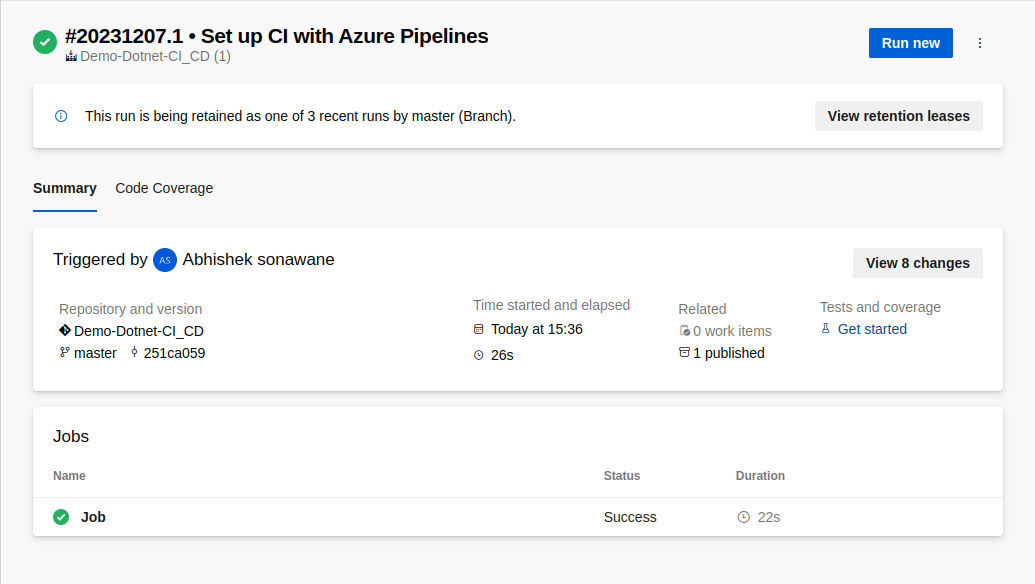 #20231207.1 • Set up CI with Azure Pipelines
Demo-Dotnet-CI_CD (1)
Run new
This run is being retained as one of 3 recent runs by master (Branch).
View retention leases
Summary
Code Coverage
Triggered by AS Abhishek sonawane
View 8 changes
Repository and version
Demo-Dotnet-CI_CD
master 251ca059
Time started and elapsed
Today at 15:36
26s
Related
0 work items
1 published
Tests and coverage
Get started
Jobs
Name Status Duration
Job Success 22s